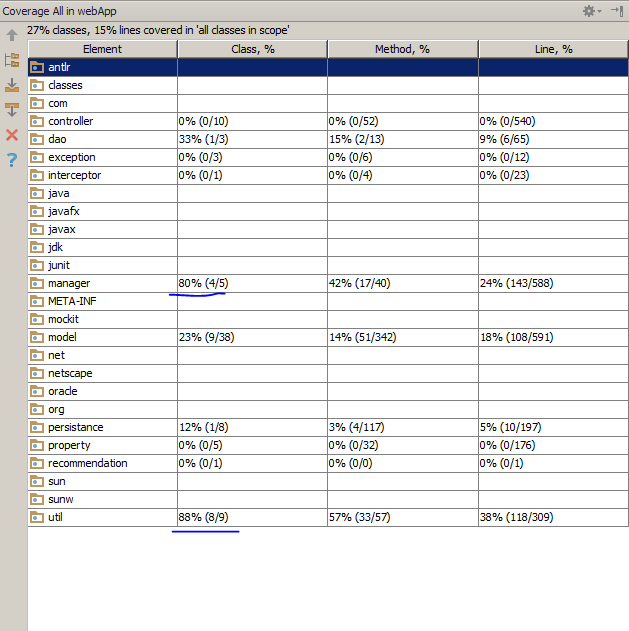 Coverage All in webApp
27% classes, 15% lines covered in 'all classes in scope'
Element Class, % Method, % Line, %
antlr
classes
com
controller 0% (0/10) 0% (0/52) 0% (0/540)
dao 33% (1/3) 15% (2/13) 9% (6/65)
exception 0% (0/3) 0% (0/6) 0% (0/12)
interceptor 0% (0/1) 0% (0/4) 0% (0/23)
java
javafx
javax
jdk
junit
manager 80% (4/5) 42% (17/40) 24% (143/588)
META-INF
mockit
model 23% (9/38) 14% (51/342) 18% (108/591)
net
netscape
oracle
org
persistance 12% (1/8) 3% (4/117) 5% (10/197)
property 0% (0/5) 0% (0/32) 0% (0/176)
recommendation 0% (0/1) 0% (0/0) 0% (0/1)
sun
sunw
util 88% (8/9) 57% (33/57) 38% (118/309)